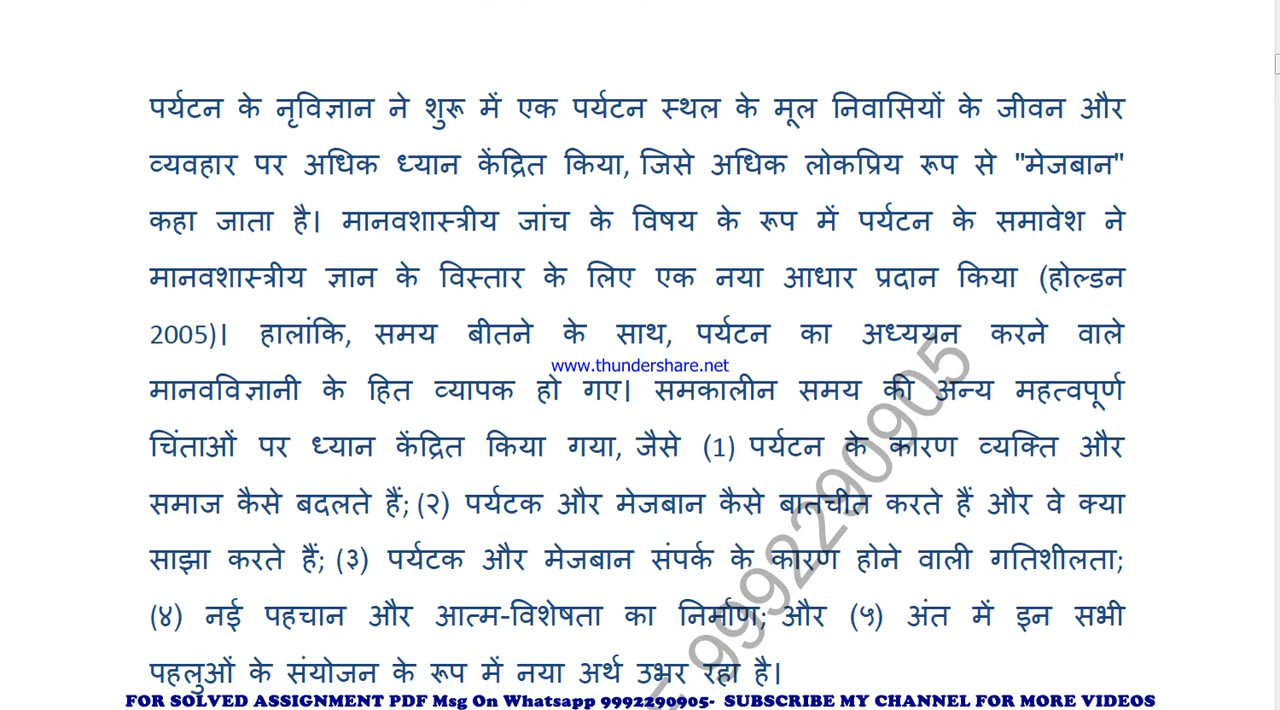 पर्यटन के नृविज्ञान ने शुरू में एक पर्यटन स्थल के मूल निवासियों के जीवन और
व्यवहार पर अधिक ध्यान केंद्रित किया, जिसे अधिक लोकप्रिय रूप से "मेजबान"
कहा जाता है। मानवशास्त्रीय जांच के विषय के रूप में पर्यटन के समावेश ने
मानवशास्त्रीय ज्ञान के विस्तार के लिए एक नया आधार प्रदान किया (होल्डन
2005)। हालांकि, समय बीतने के साथ, पर्यटन का अध्ययन करने वाले
www.thundershare.net
मानवविज्ञानी के हित व्यापक हो गए। समकालीन समय की अन्य महत्वपूर्ण
चिंताओं पर ध्यान केंद्रित किया गया, जैसे (1) पर्यटन के कारण व्यक्ति और
समाज कैसे बदलते हैं; (२) पर्यटक और मेजबान कैसे बातचीत करते हैं और वे क्या
साझा करते हैं; (३) पर्यटक और मेजबान संपर्क के कारण होने वाली गतिशीलता;
(४) नई पहचान और आत्म-विशेषता का निर्माण; और (५) अंत में इन सभी
पहलुओं के संयोजन के रूप में नया अर्थ उभर रहा है।
9992290905
FOR SOLVED ASSIGNMENT PDF Msg On Whatsapp 9992290905- SUBSCRIBE MY CHANNEL FOR MORE VIDEOS